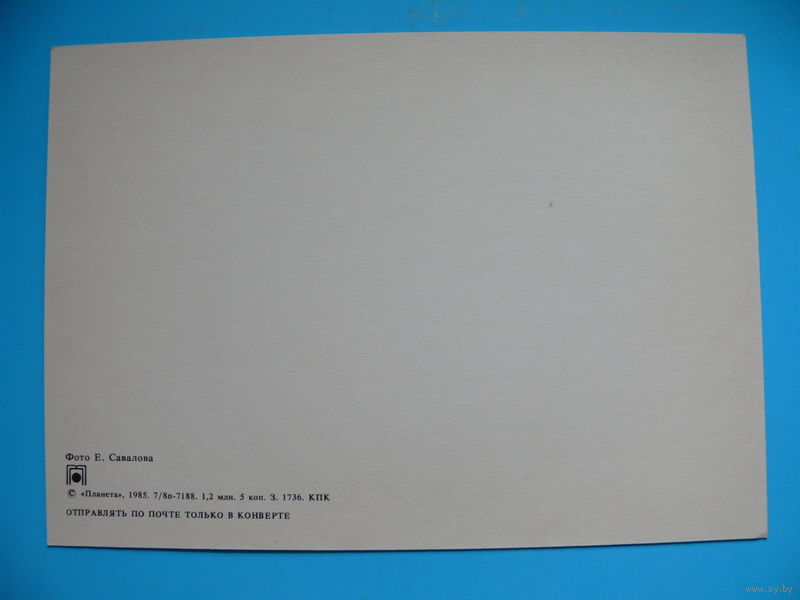 Фото Е. Савалова
© «Планета», 1985. 7/8п-7188. 1,2 млн. 5 коп. З. 1736. КПК
ОТПРАВЛЯТЬ ПО ПОЧТЕ ТОЛЬКО В КОНВЕРТЕ
www.ay.by